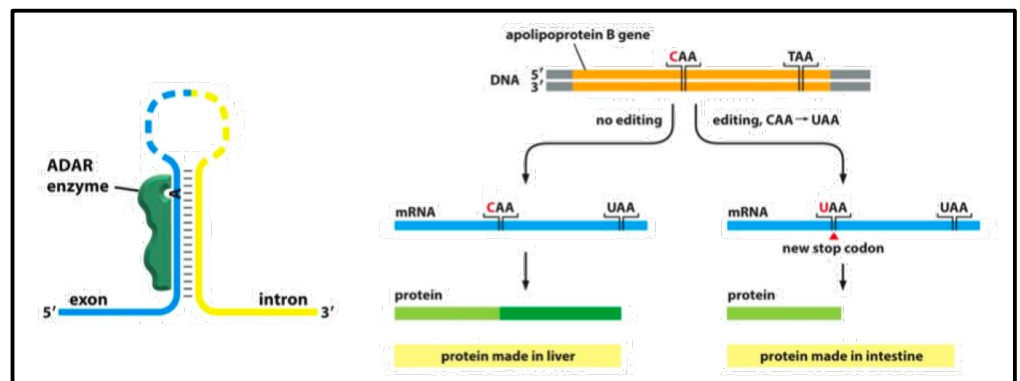 ADAR
enzyme
A
5′ exon intron 3′
apolipoprotein B gene
CAA TAA
DNA 5′
3′
no editing editing, CAA → UAA
mRNA CAA UAA
protein
protein made in liver
mRNA UAA UAA
new stop codon
protein
protein made in intestine